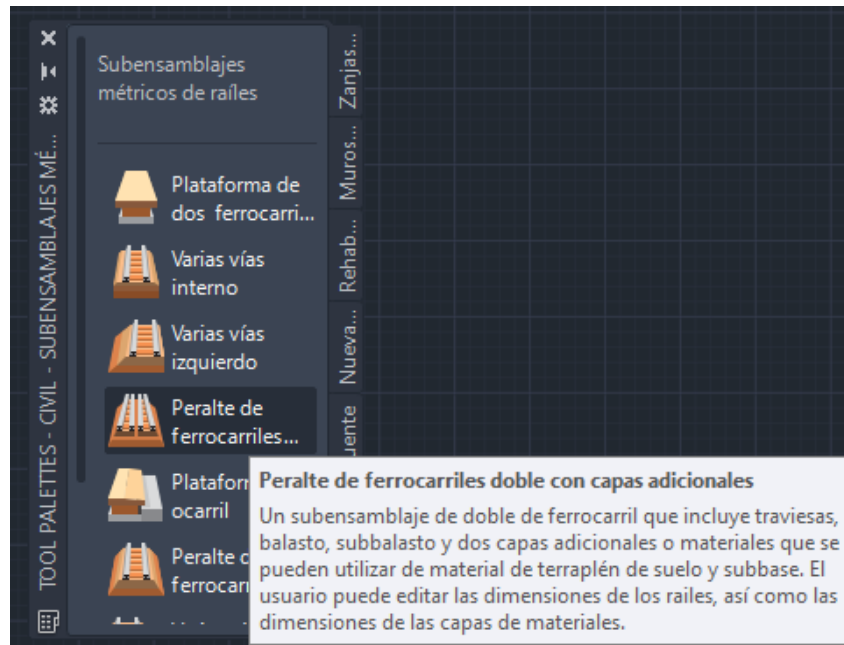 Subensamblajes
métricos de raíles
Plataforma de
dos ferrocarri...
Varias vías
interno
Varias vías
izquierdo
Peralte de
ferrocarriles...
Plataforr
ocarril
Peralte d
ferrocarr
TOOL PALETTES - CIVIL - SUBENSAMBLAJES MÉ...
Zanjas...
Muros...
Rehab...
Nueva...
uente
Peralte de ferrocarriles doble con capas adicionales
Un subensamblaje de doble de ferrocarril que incluye traviesas,
balasto, subbalasto y dos capas adicionales o materiales que se
pueden utilizar de material de terraplén de suelo y subbase. El
usuario puede editar las dimensiones de los railes, así como las
dimensiones de las capas de materiales.